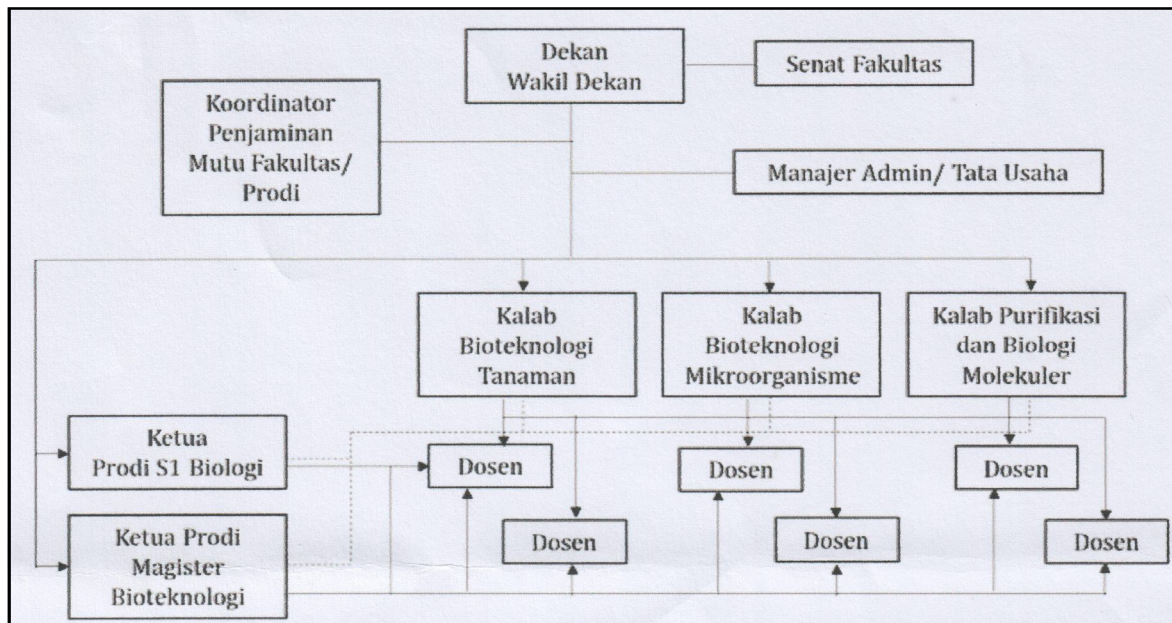 Dekan
Wakil Dekan
Senat Fakultas
Koordinator
Penjaminan
Mutu Fakultas/
Prodi
Manajer Admin/ Tata Usaha
Kalab
Bioteknologi
Tanaman
Kalab
Bioteknologi
Mikroorganisme
Kalab Purifikasi
dan Biologi
Molekuler
Ketua
Prodi S1 Biologi
Dosen
Dosen
Dosen
Ketua Prodi
Magister
Bioteknologi
Dosen
Dosen
Dosen